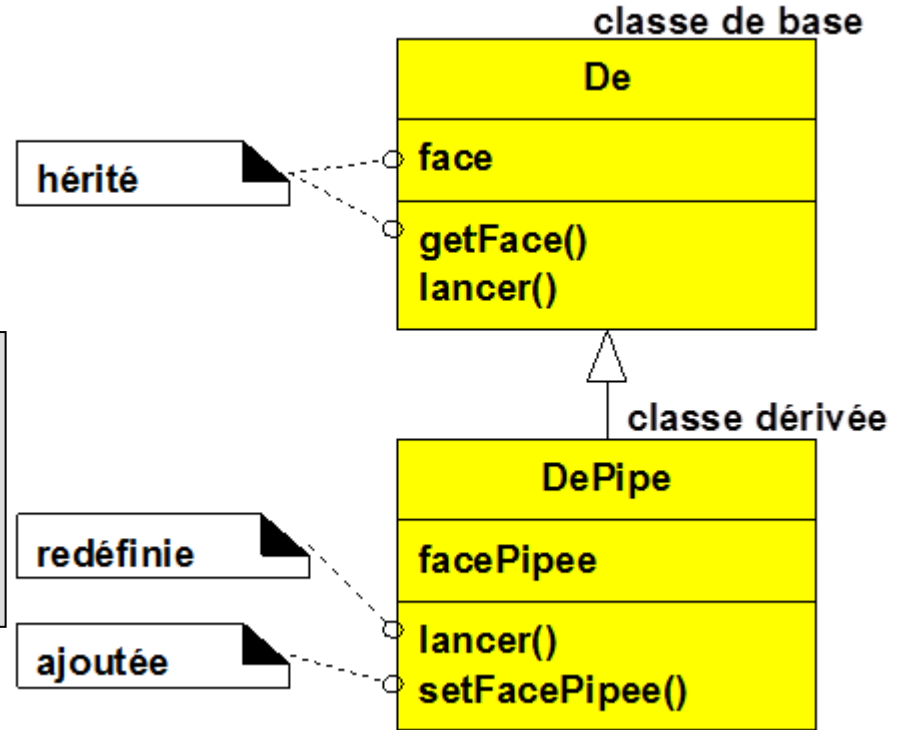 classe de base
De
hérité
face
getFace()
lancer()
classe dérivée
DePipe
redéfinie
facePipee
lancer()
ajoutée
setFacePipee()